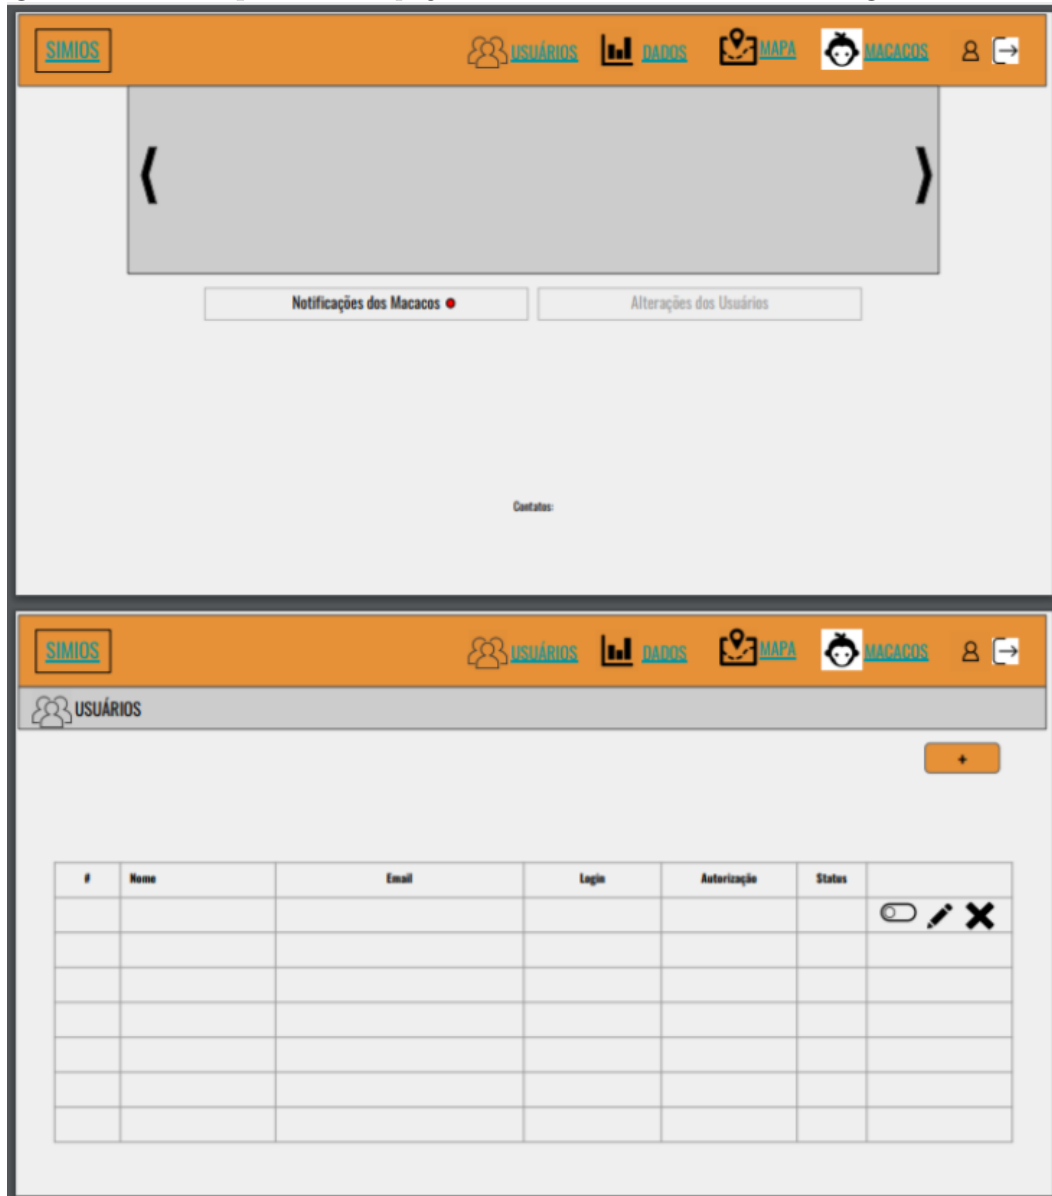 SIMIOS USUÁRIOS DADOS MAPA MACACOS
Notificações dos Macacos Alterações dos Usuários
Contatos:
SIMIOS USUÁRIOS DADOS MAPA MACACOS
USUÁRIOS
+
# Nome Email Login Autorização Status